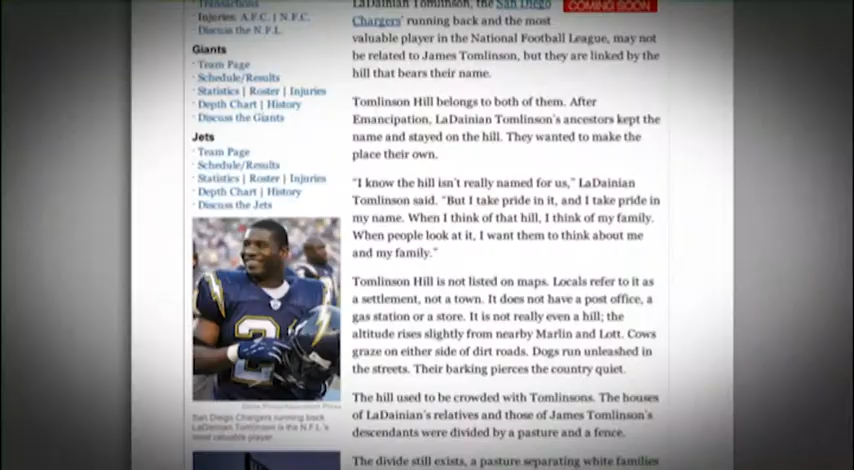 Transactions
· Injuries: A.F.C. | N.F.C.
· Discuss the N.F.L.
Giants
· Team Page
· Schedule/Results
· Statistics | Roster | Injuries
· Depth Chart | History
· Discuss the Giants
Jets
· Team Page
· Schedule/Results
· Statistics | Roster | Injuries
· Depth Chart | History
· Discuss the Jets
San Diego Chargers running back
LaDainian Tomlinson is the N.F.L.'s
most valuable player.
COMING SOON
LaDainian Tomlinson, the San Diego
Chargers' running back and the most
valuable player in the National Football League, may not
be related to James Tomlinson, but they are linked by the
hill that bears their name.
Tomlinson Hill belongs to both of them. After
Emancipation, LaDainian Tomlinson's ancestors kept the
name and stayed on the hill. They wanted to make the
place their own.
"I know the hill isn't really named for us," LaDainian
Tomlinson said. "But I take pride in it, and I take pride in
my name. When I think of that hill, I think of my family.
When people look at it, I want them to think about me
and my family."
Tomlinson Hill is not listed on maps. Locals refer to it as
a settlement, not a town. It does not have a post office, a
gas station or a store. It is not really even a hill; the
altitude rises slightly from nearby Marlin and Lott. Cows
graze on either side of dirt roads. Dogs run unleashed in
the streets. Their barking pierces the country quiet.
The hill used to be crowded with Tomlinsons. The houses
of LaDainian's relatives and those of James Tomlinson's
descendants were divided by a pasture and a fence.
The divide still exists, a pasture separating white families